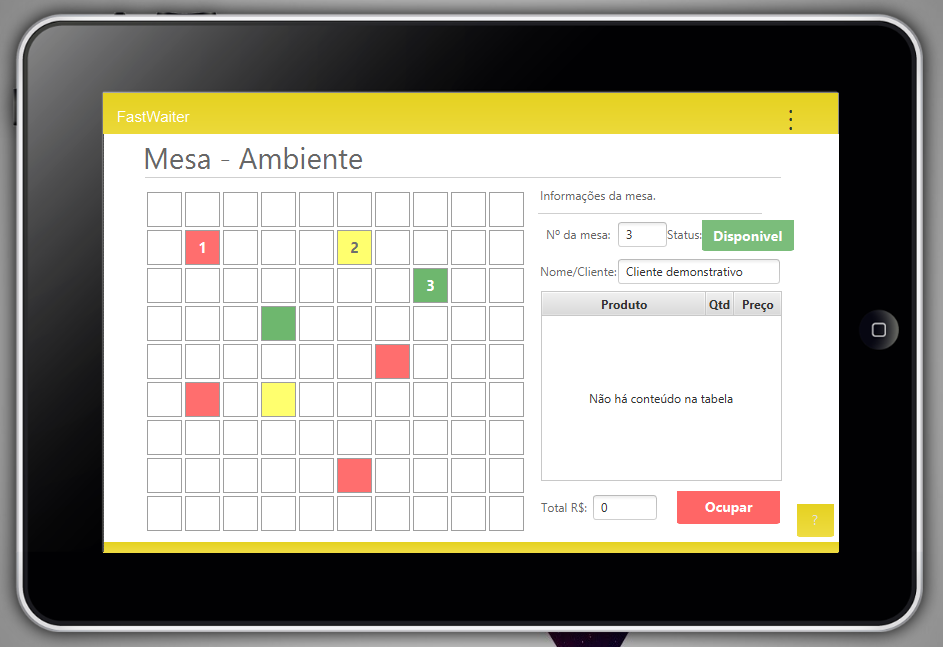 FastWaiter
Mesa - Ambiente
1
2
3
Informações da mesa.
Nº da mesa: 3 Status: Disponível
Nome/Cliente: Cliente demonstrativo
Produto Qtd Preço
Não há conteúdo na tabela
Total R$: 0 Ocupar
?